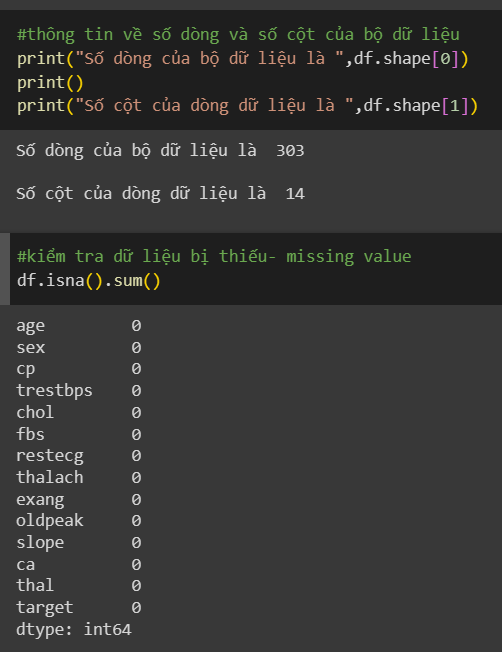 #thông tin về số dòng và số cột của bộ dữ liệu
print("Số dòng của bộ dữ liệu là ",df.shape[0])
print()
print("Số cột của dòng dữ liệu là ",df.shape[1])
Số dòng của bộ dữ liệu là  303
Số cột của dòng dữ liệu là  14
#kiểm tra dữ liệu bị thiếu- missing value
df.isna().sum()
age 0
sex 0
cp 0
trestbps 0
chol 0
fbs 0
restecg 0
thalach 0
exang 0
oldpeak 0
slope 0
ca 0
thal 0
target 0
dtype: int64